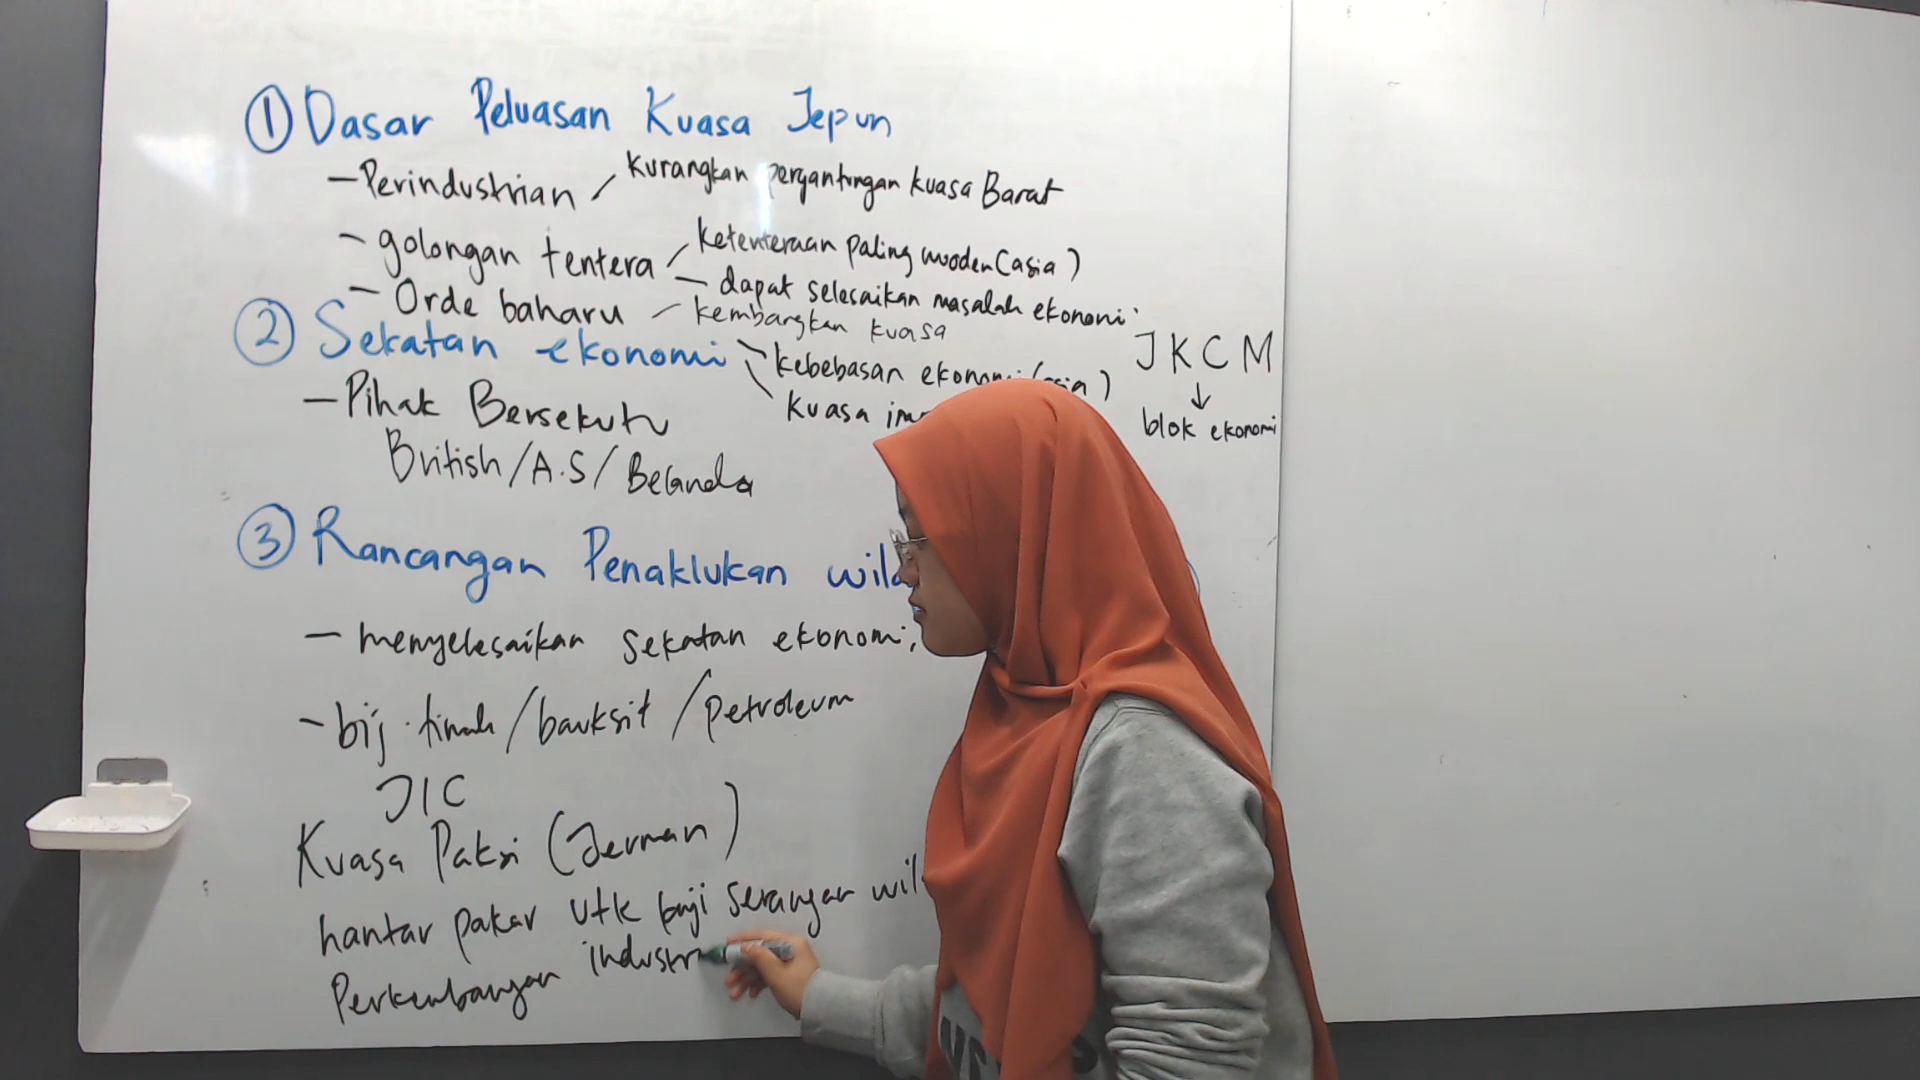 ① Dasar Peluasan Kuasa Jepun
- Perindustrian / kurangkan pergantungan kuasa Barat
- golongan tentera / ketenteraan paling moden (asia)
- dapat selesaikan masalah ekonomi
- Orde baharu - kembangkan kuasa
kebebasan ekonomi (asia)
kuasa
JKCM
↓
blok ekonomi
② Sekatan ekonomi
- Pihak Bersekutu
British / A.S / Belanda
③ Rancangan Penaklukan
- menyelesaikan sekatan ekonomi
- bij. timah / bauksit / petroleum
JIC
Kuasa Paksi (Jerman)
hantar pakar utk serangan
Perkembangan industri